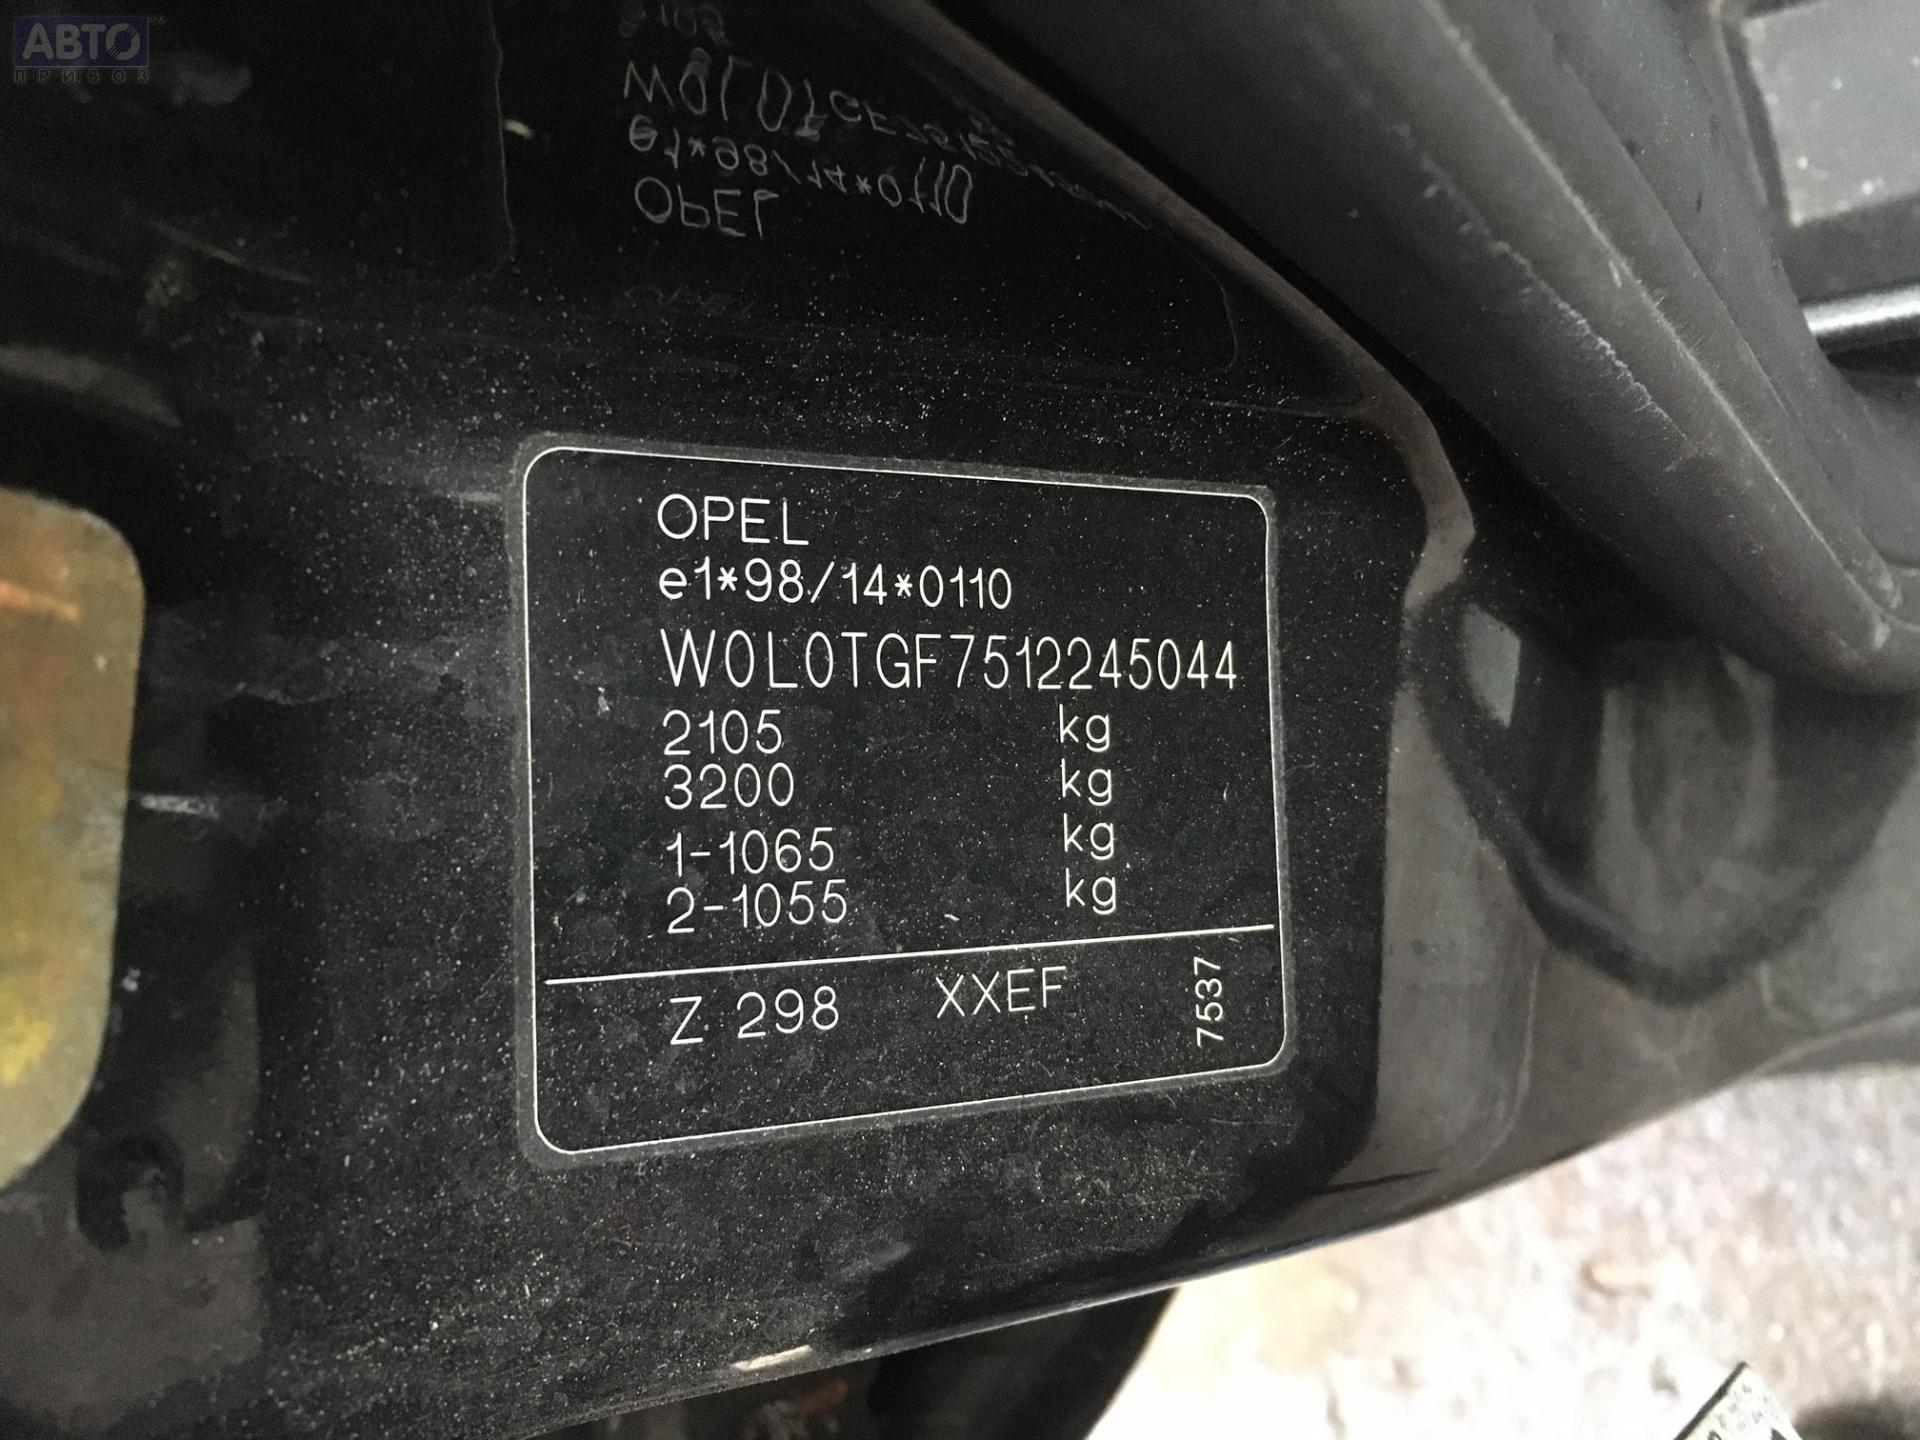 АВТО
ПРИВОЗ
OPEL
e1*98/14*0110
W0L0TGF7512245044
2105 kg
3200 kg
1-1065 kg
2-1055 kg
Z 298 XXEF 7537